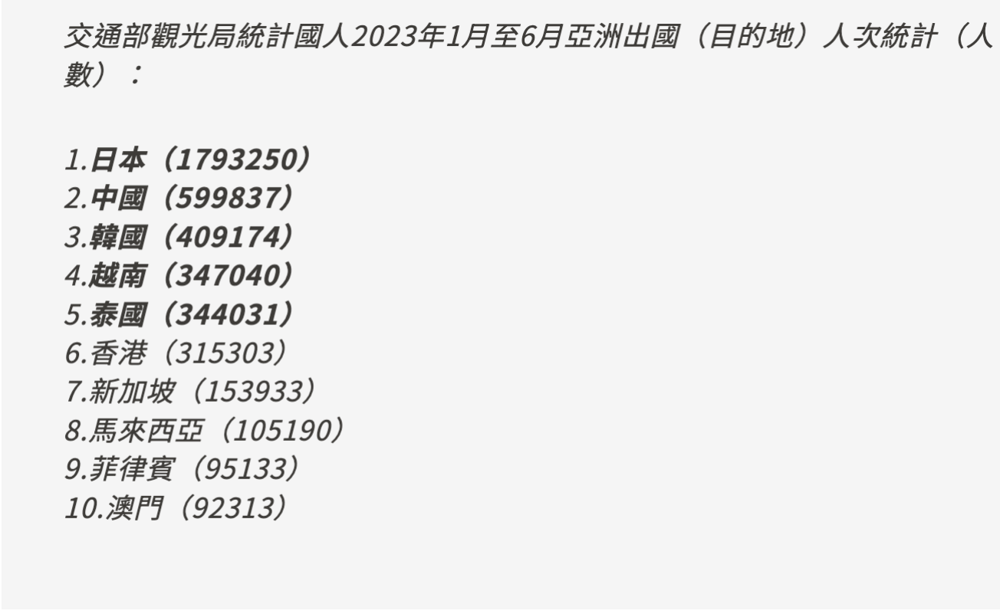 交通部觀光局統計國人2023年1月至6月亞洲出國（目的地）人次統計（人
數）：
1.日本（1793250）
2.中國（599837）
3.韓國（409174）
4.越南（347040）
5.泰國（344031）
6.香港（315303）
7.新加坡（153933）
8.馬來西亞（105190）
9.菲律賓（95133）
10.澳門（92313）